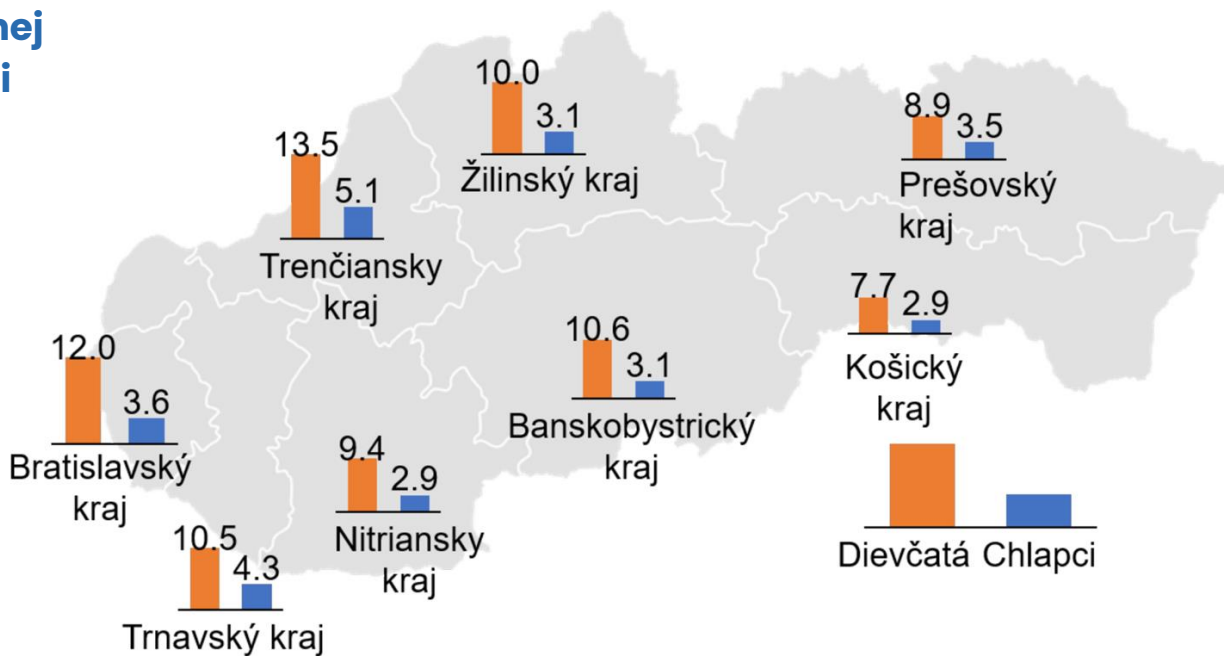 nej
i
10.0
3.1
Žilinský kraj
8.9
3.5
Prešovský
kraj
13.5
5.1
Trenčiansky
kraj
7.7
2.9
Košický
kraj
12.0
3.6
Bratislavský
kraj
10.6
3.1
Banskobystrický
kraj
9.4
2.9
Nitriansky
kraj
10.5
4.3
Trnavský kraj
Dievčatá Chlapci